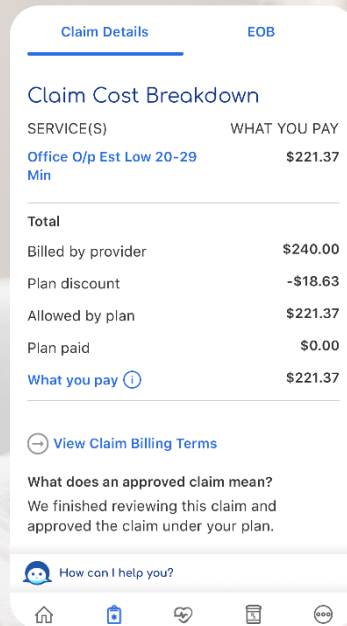 Claim Details EOB
Claim Cost Breakdown
SERVICE(S) WHAT YOU PAY
Office O/p Est Low 20-29 $221.37
Min
Total
Billed by provider $240.00
Plan discount -$18.63
Allowed by plan $221.37
Plan paid $0.00
What you pay $221.37
View Claim Billing Terms
What does an approved claim mean?
We finished reviewing this claim and
approved the claim under your plan.
How can I help you?